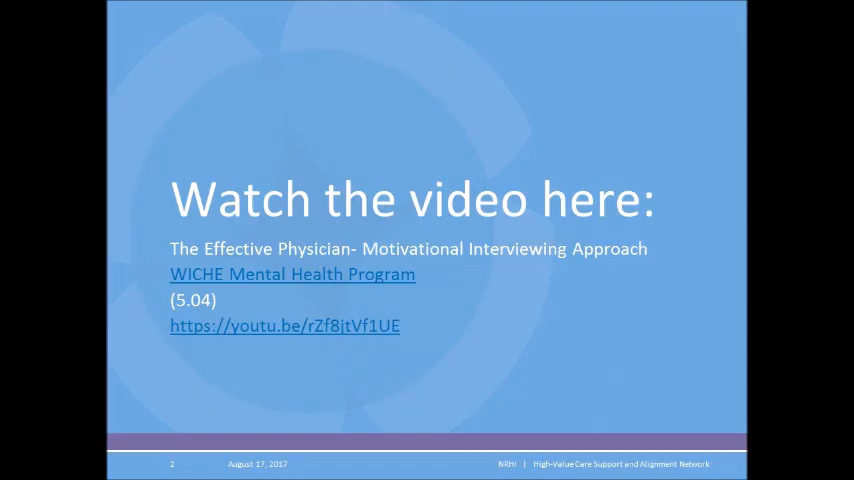 Watch the video here:
The Effective Physician- Motivational Interviewing Approach
WICHE Mental Health Program
(5.04)
https://youtu.be/rZf8jtVf1UE
2 August 17, 2017 NRHI | High-Value Care Support and Alignment Network